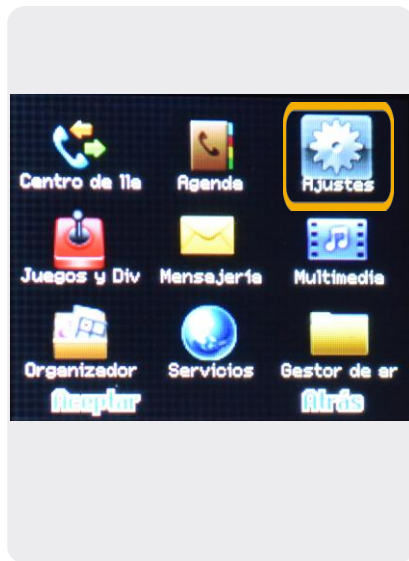 Centro de lla Agenda Ajustes
Juegos y Div Mensajería Multimedia
Organizador Servicios Gestor de ar
Aceptar Atrás